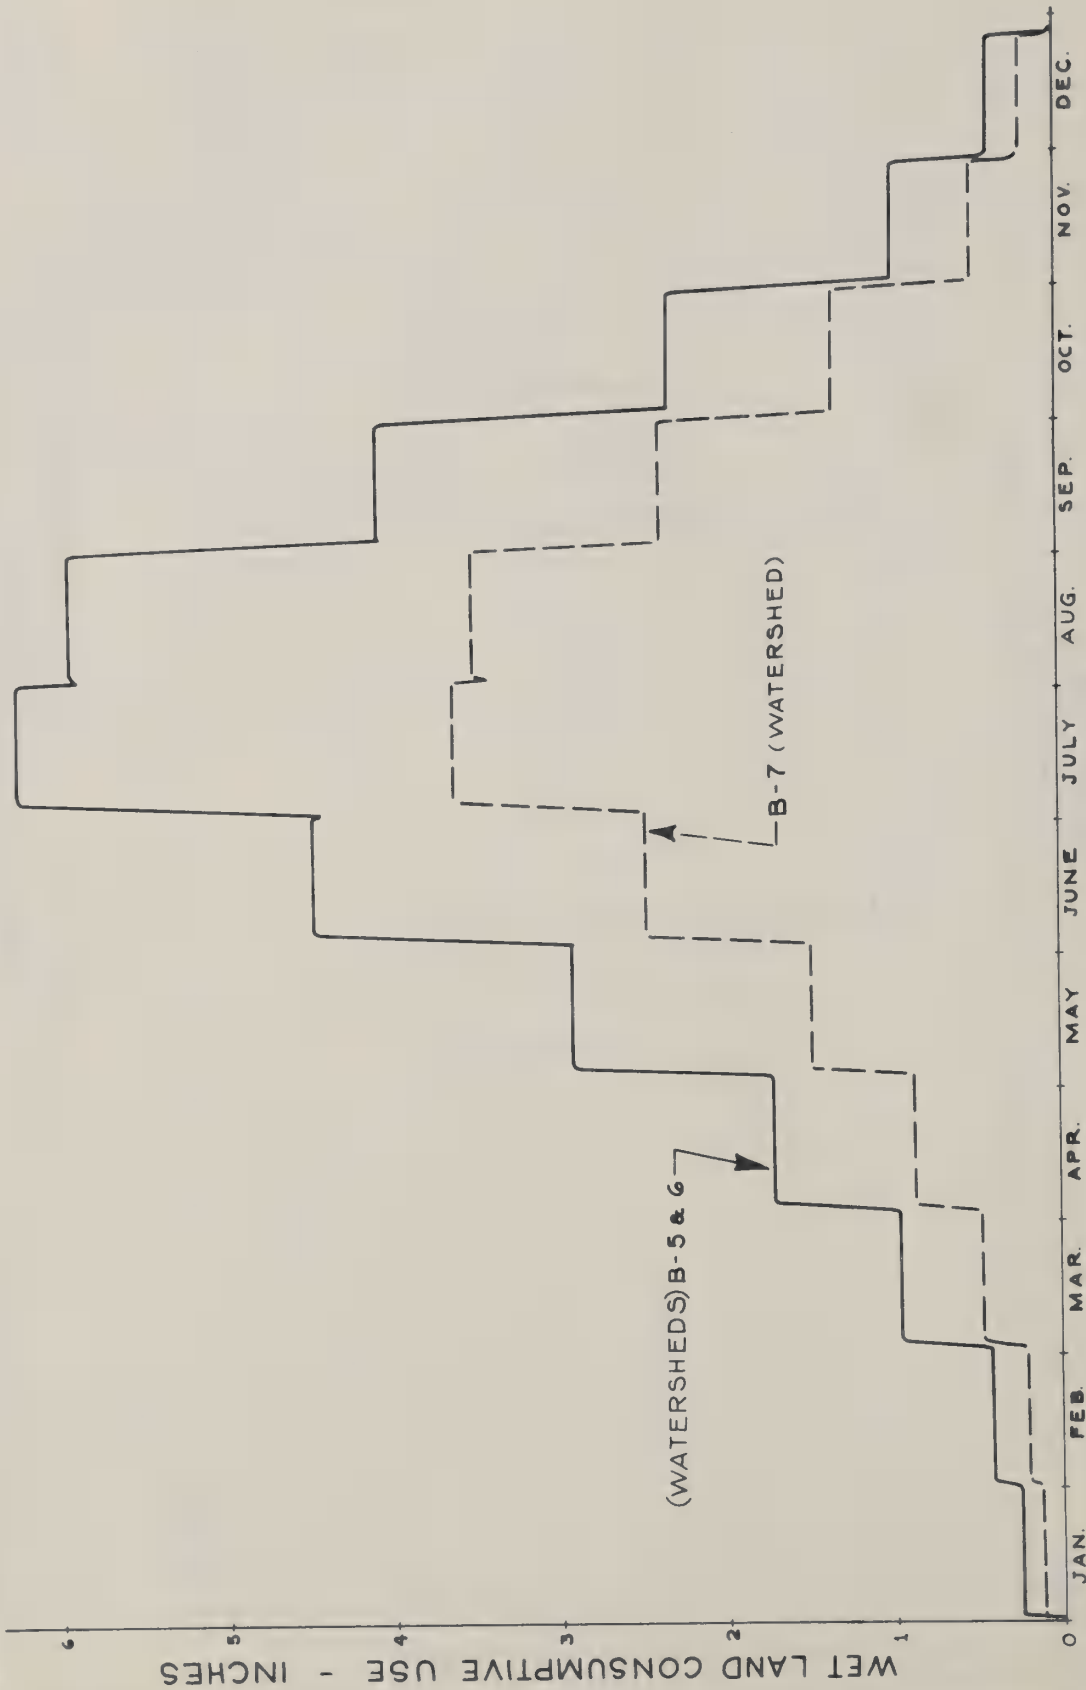 WET LAND CONSUMPTIVE USE - INCHES
6
5
4
3
2
1
0
(WATERSHEDS) B-5 & 6
B-7 (WATERSHED)
JAN. FEB. MAR. APR. MAY JUNE JULY AUG. SEP. OCT. NOV. DEC.